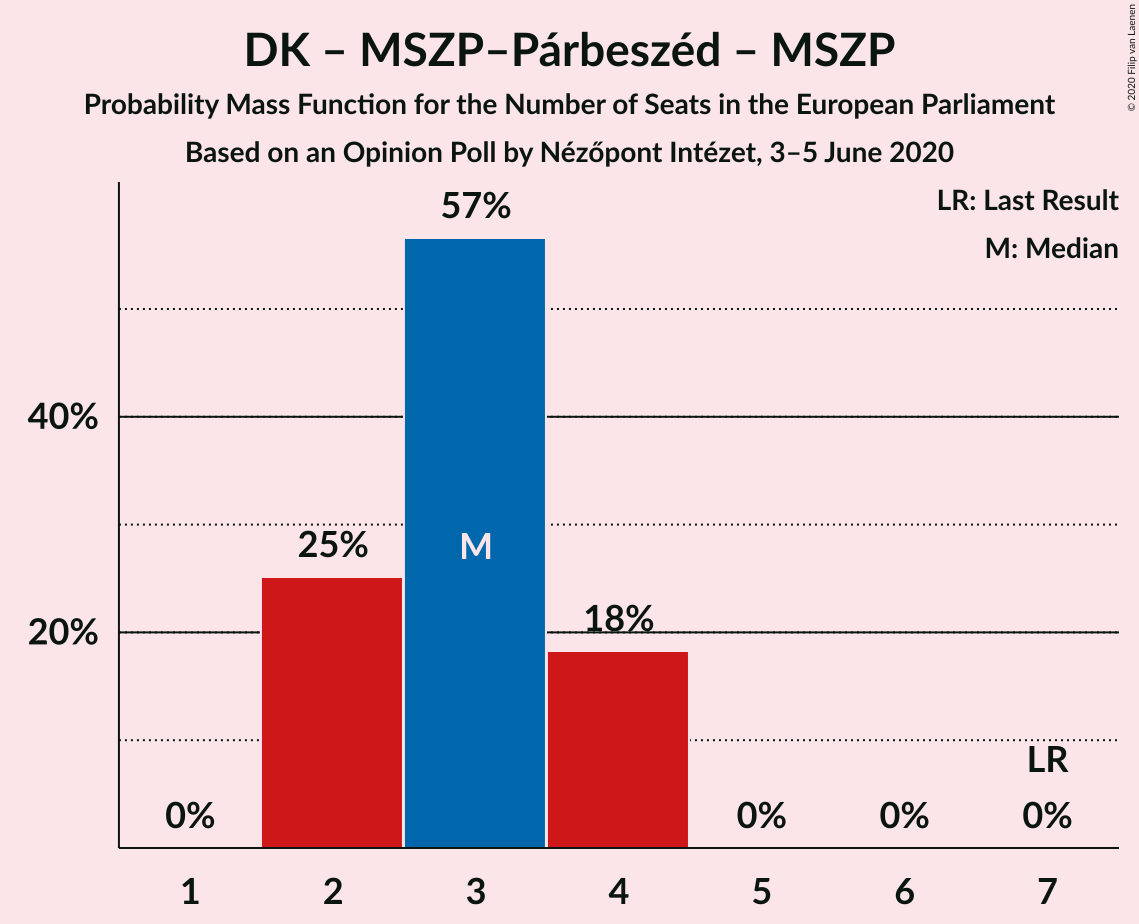 DK – MSZP–Párbeszéd – MSZP
Probability Mass Function for the Number of Seats in the European Parliament
Based on an Opinion Poll by Nézőpont Intézet, 3–5 June 2020
© 2020 Filip van Laenen
LR: Last Result
M: Median
57%
40%
25%
M
20%
18%
LR
0%
0%
0%
0%
1
2
3
4
5
6
7